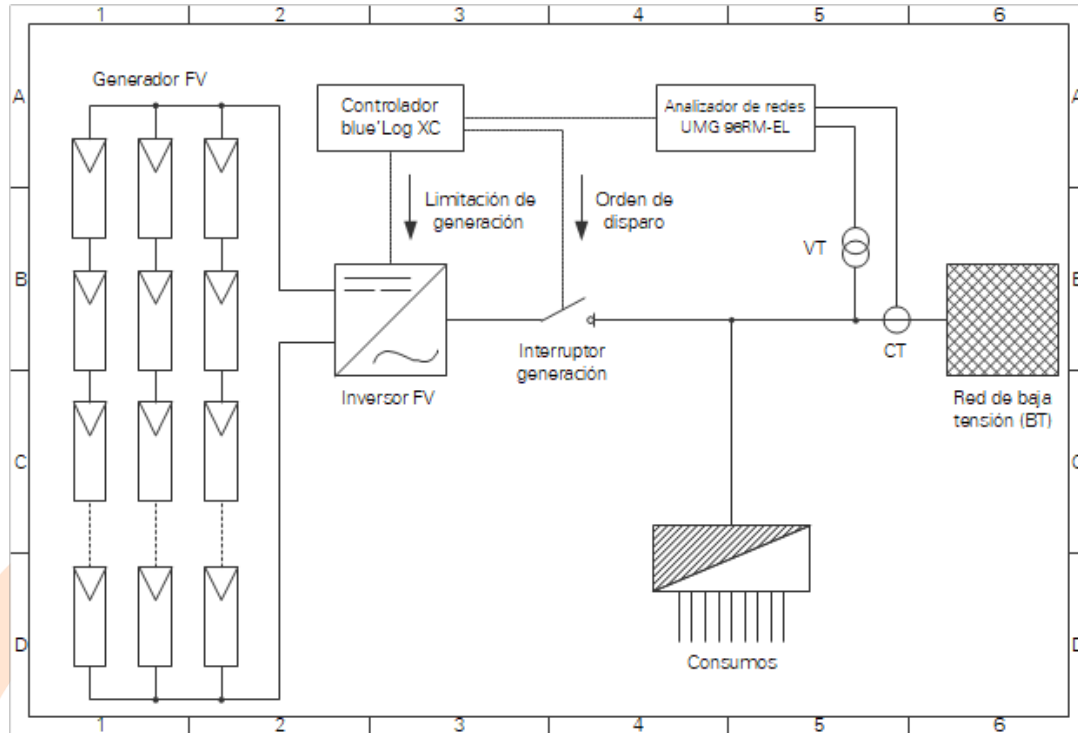 1 2 3 4 5 6
A A
Generador FV
Controlador
blue'Log XC
Analizador de redes
UMG 96RM-EL
Limitación de
generación
Orden de
disparo
VT
B B
CT
Interruptor
generación
Inversor FV
Red de baja
tensión (BT)
C C
D D
Consumos
1 2 3 4 5 6